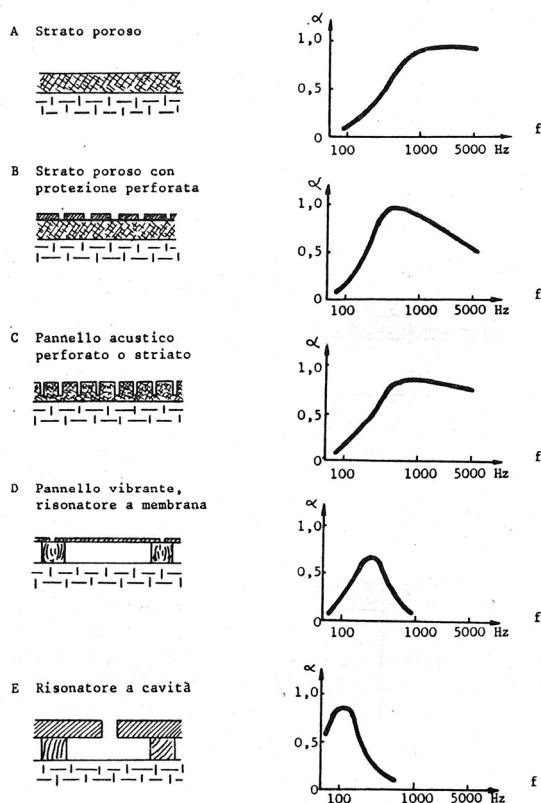 A Strato poroso
α
1,0
0,5
0
100 1000 5000 Hz f
B Strato poroso con
protezione perforata
α
1,0
0,5
0
100 1000 5000 Hz f
C Pannello acustico
perforato o striato
α
1,0
0,5
0
100 1000 5000 Hz f
D Pannello vibrante,
risonatore a membrana
α
1,0
0,5
0
100 1000 5000 Hz f
E Risonatore a cavità
α
1,0
0,5
0
100 1000 5000 Hz f